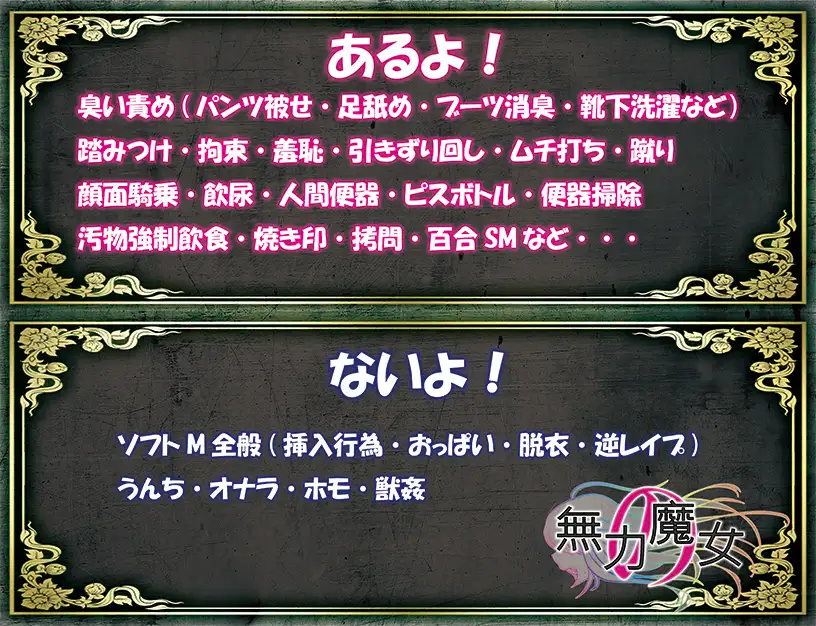 あるよ！
臭い責め(パンツ被せ・足舐め・ブーツ消臭・靴下洗濯など)
踏みつけ・拘束・羞恥・引きずり回し・ムチ打ち・蹴り
顔面騎乗・飲尿・人間便器・ピスボトル・便器掃除
汚物強制飲食・焼き印・拷問・百合SMなど・・・
ないよ！
ソフトM全般(挿入行為・おっぱい・脱衣・逆レイプ)
うんち・オナラ・ホモ・獣姦
無力の魔女